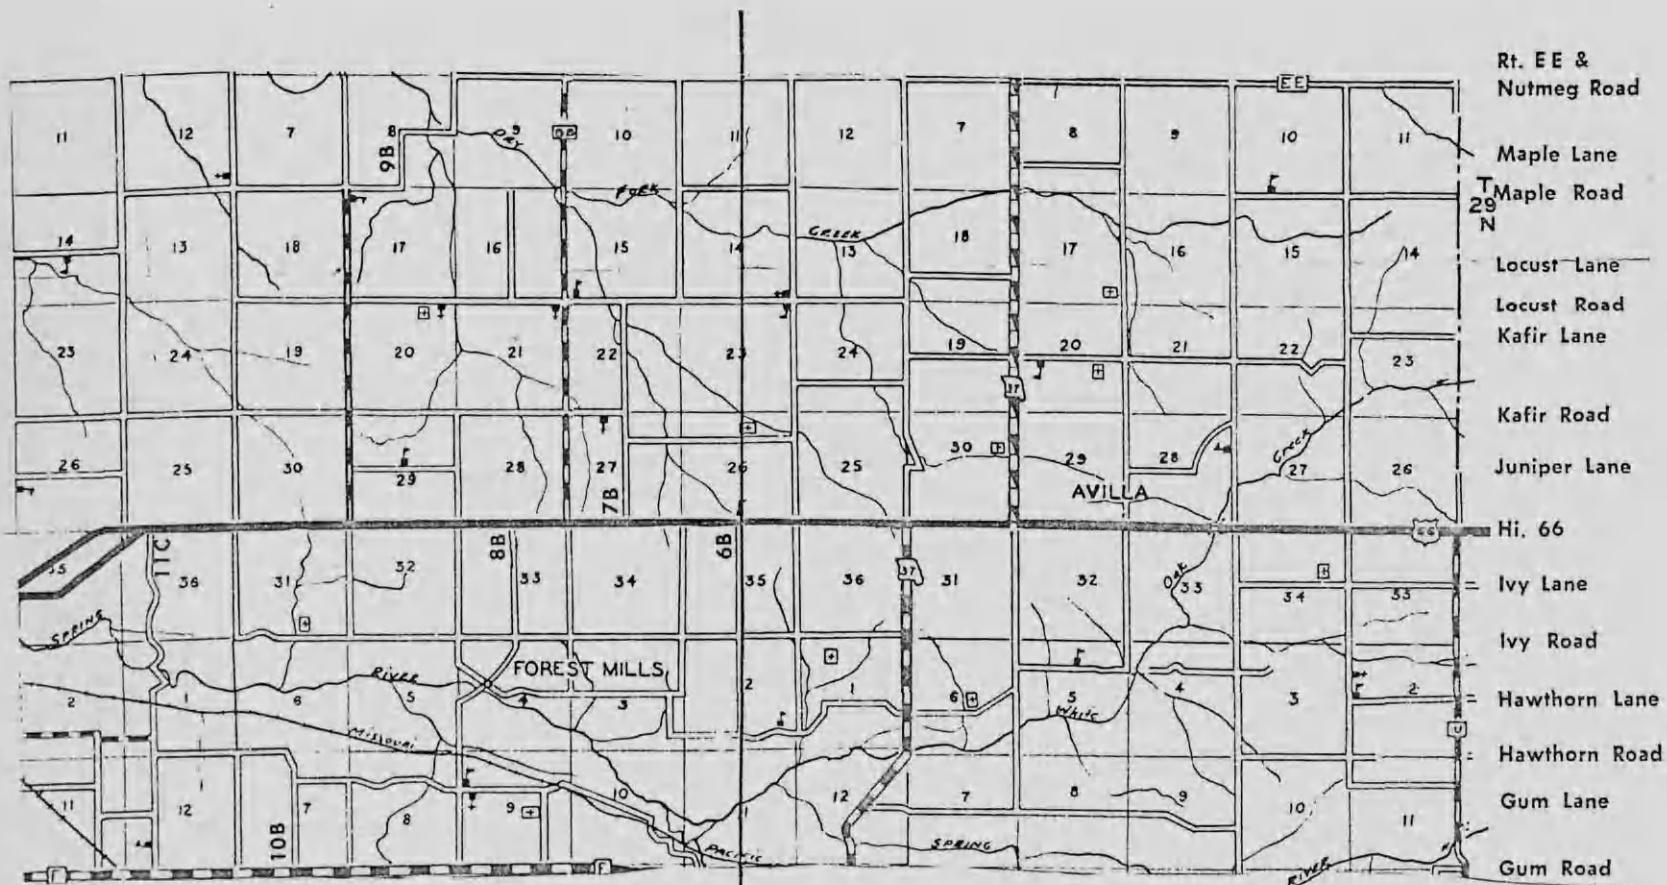 Rt. EE &
EE
Nutmeg Road
11 12 7 8 9 10 11 12 7 8 9 10 11
DRY
9B
Maple Lane
FORK
T
Maple Road
29
N
14 13 18 17 16 15 14 CREEK 13 18 17 16 15 14
Locust Lane
Locust Road
Kafir Lane
23 24 19 20 21 22 23 24 19 20 21 22 23
37
Kafir Road
CREEK
26 25 30 29 28 27 26 25 30 29 28 27 26
Juniper Lane
7B
AVILLA
66
Hi. 66
11C
8B
6B
35 36 31 32 33 34 35 36 37 31 32 OAK 33 34 33
Ivy Lane
SPRING
Ivy Road
FOREST MILLS
RIVER
2 1 6 5 4 3 2 1 6 5 4 3 2
Hawthorn Lane
White
MISSOURI
U
Hawthorn Road
11 12 1 7 8 9 10 1 12 7 8 9 10 11
Gum Lane
10B
PACIFIC
SPRING
RIVER
F F
Gum Road